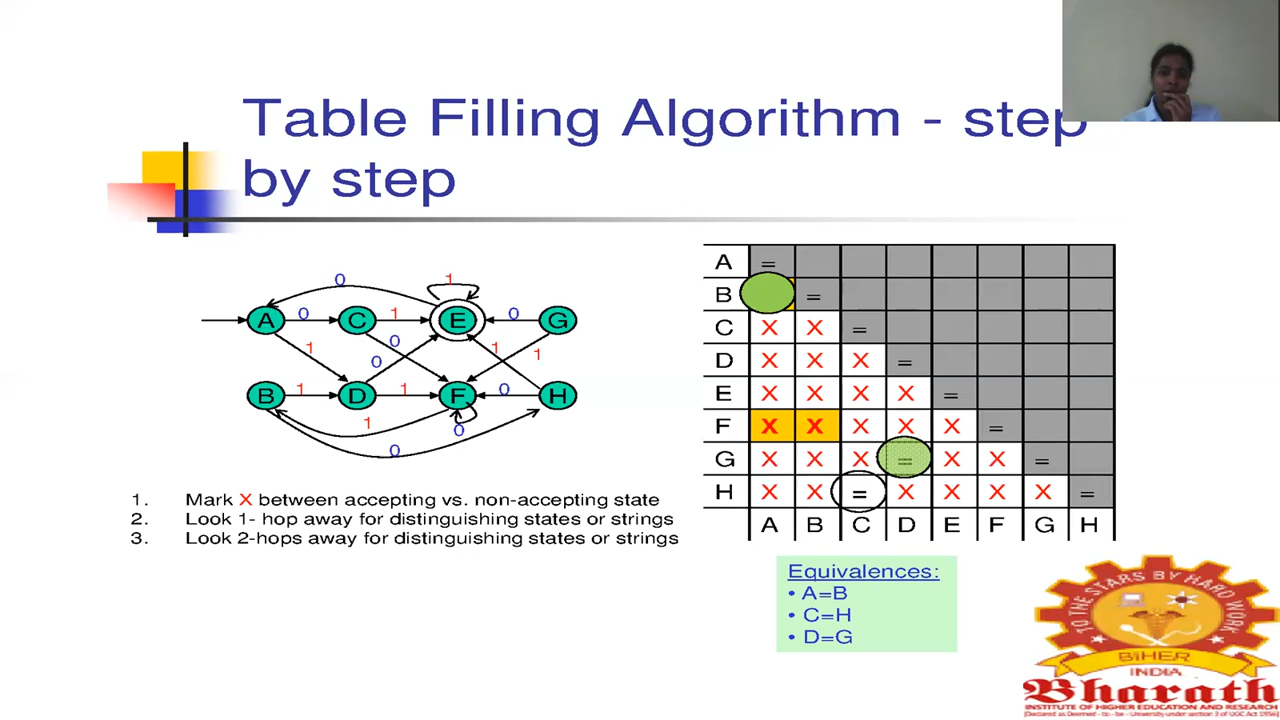 Table Filling Algorithm - step
by step
0 1
A 0 C 1 E 0 G
1 0 0 1 1
B 1 D 1 F 0 H
1 0
0
1. Mark X between accepting vs. non-accepting state
2. Look 1- hop away for distinguishing states or strings
3. Look 2-hops away for distinguishing states or strings
A =
B =
C X X =
D X X X =
E X X X X =
F X X X X X =
G X X X = X X =
H X X = X X X X =
A B C D E F G H
Equivalences:
• A=B
• C=H
• D=G
TO THE STARS BY HARD WORK
BIHER
INDIA
Bharath
INSTITUTE OF HIGHER EDUCATION AND RESEARCH
(Declared as Deemed - to - be - University under section 3 of UGC Act 1956)